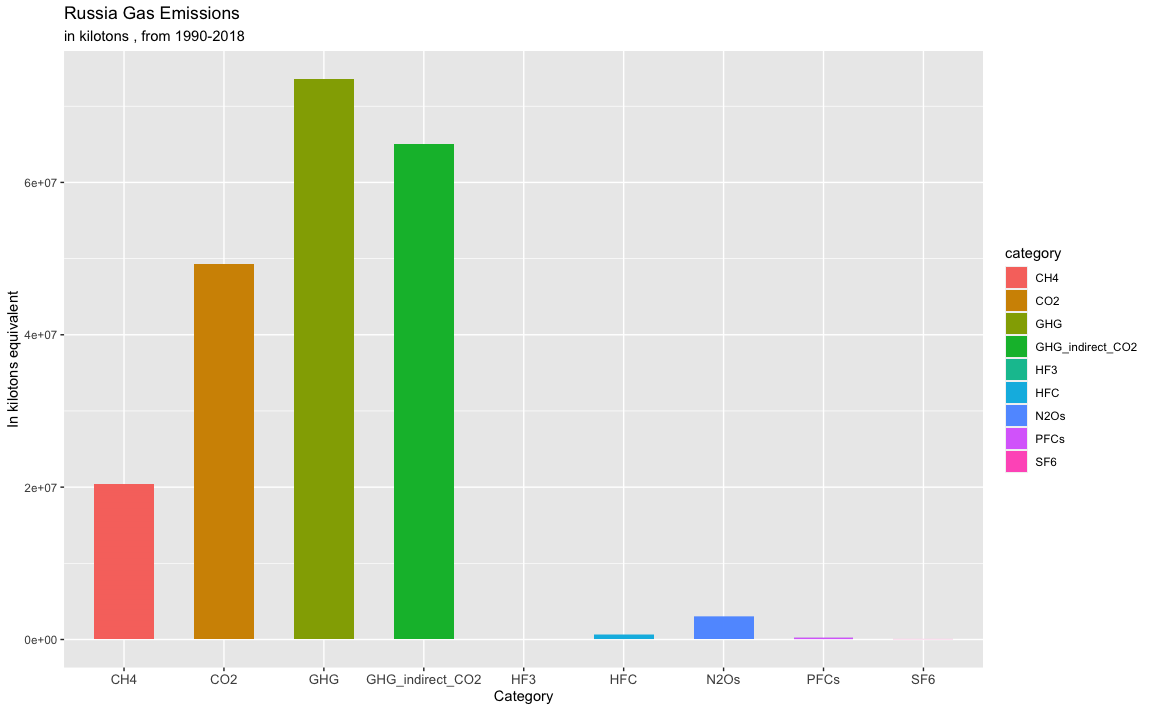 Russia Gas Emissions
in kilotons , from 1990-2018
In kilotons equivalent
6e+07
4e+07
2e+07
0e+00
CH4 CO2 GHG GHG_indirect_CO2 HF3 HFC N2Os PFCs SF6
Category
category
CH4
CO2
GHG
GHG_indirect_CO2
HF3
HFC
N2Os
PFCs
SF6